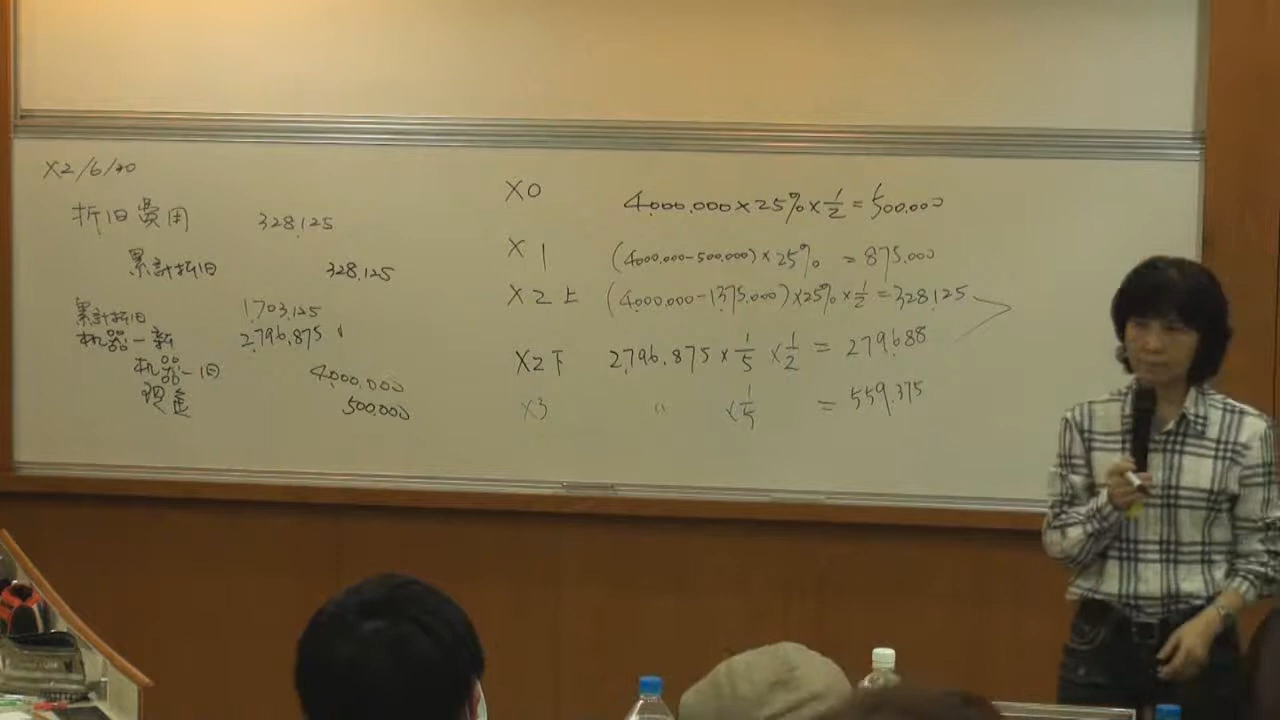 X2/6/30
折旧費用 328,125
累計折旧 328,125
累計折旧 1,703,125
机器-新 2,796,875
机器-旧 4,000,000
現金 500,000
X0 4,000,000×25%×1/2=500,000
X1 (4,000,000-500,000)×25% =875,000
X2上 (4,000,000-1,375,000)×25%×1/2=328,125
X2下 2,796,875×1/5×1/2=279,688
X3 〃 ×1/5 =559,375